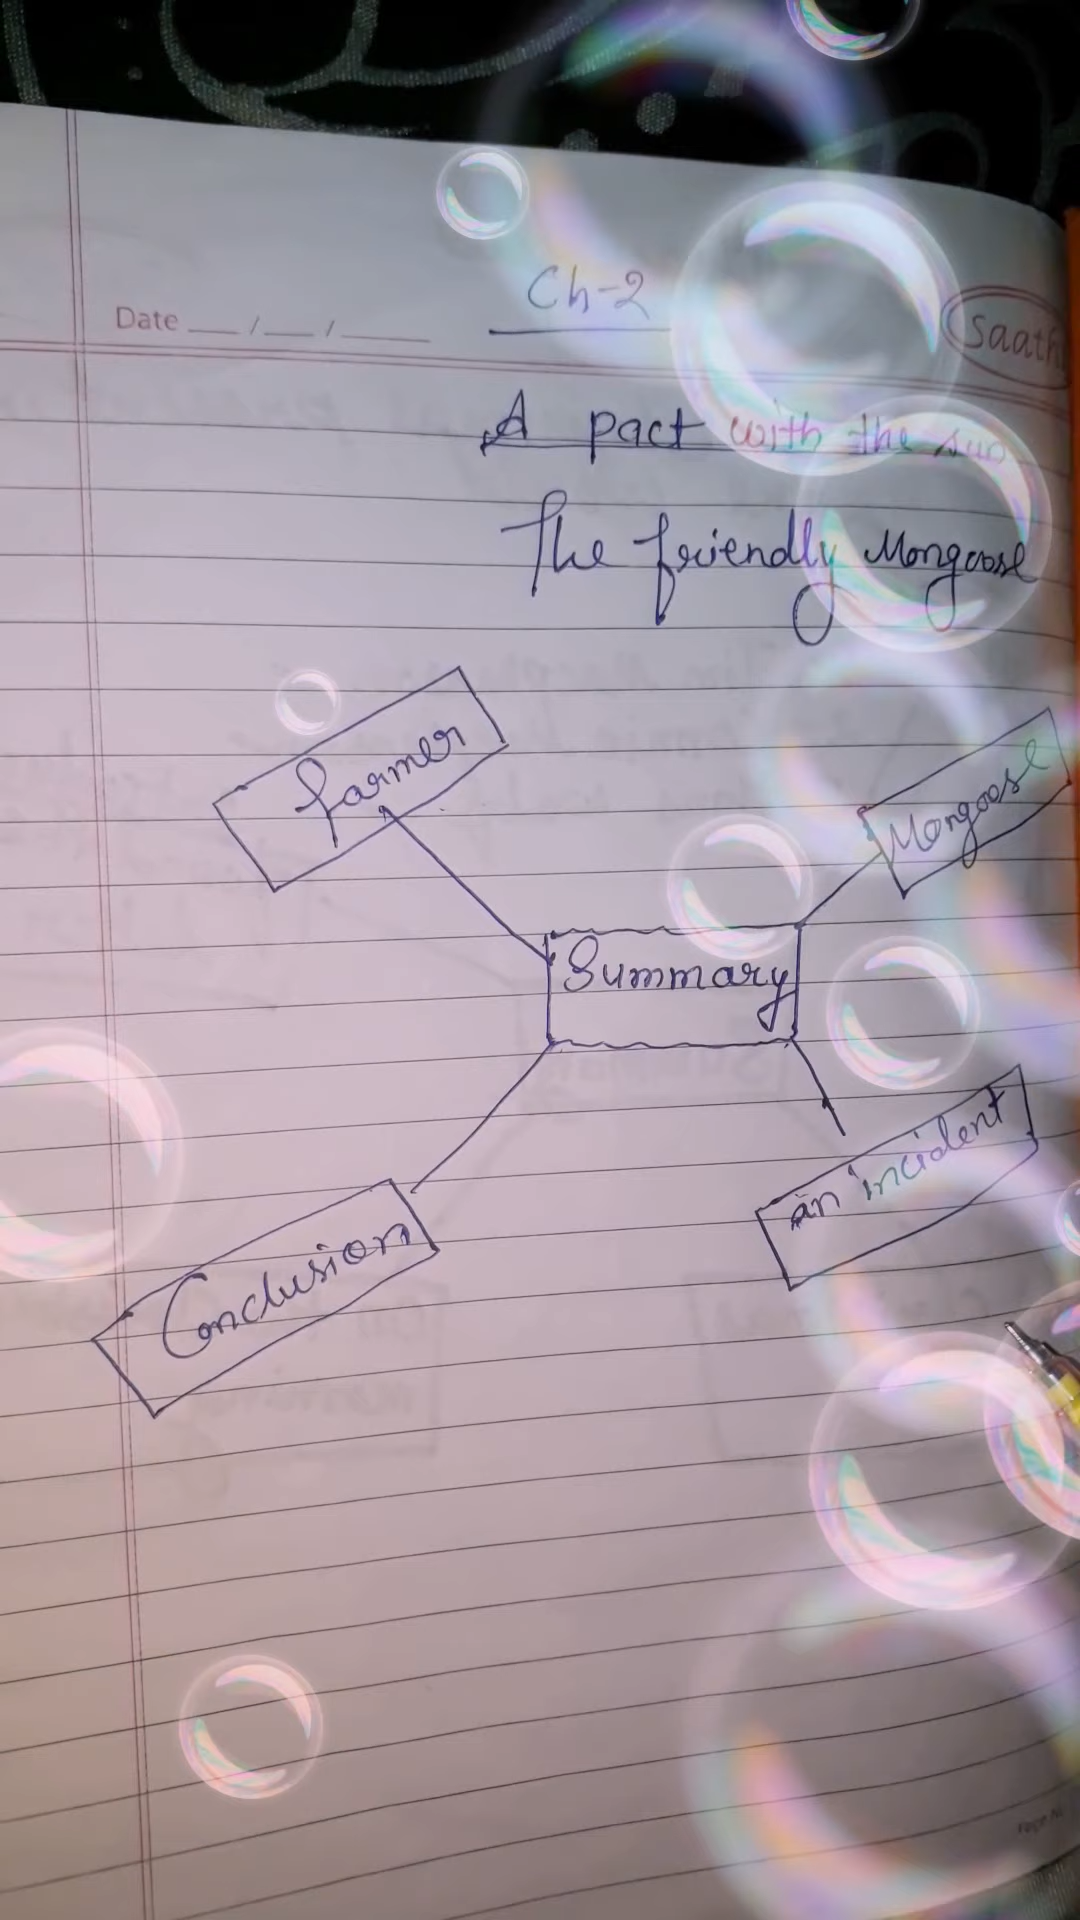 Ch-2
Date __/__/____
Saath
A pact with the sun
The friendly Mongoose
farmer
Mongoose
Summary
an incident
Conclusion